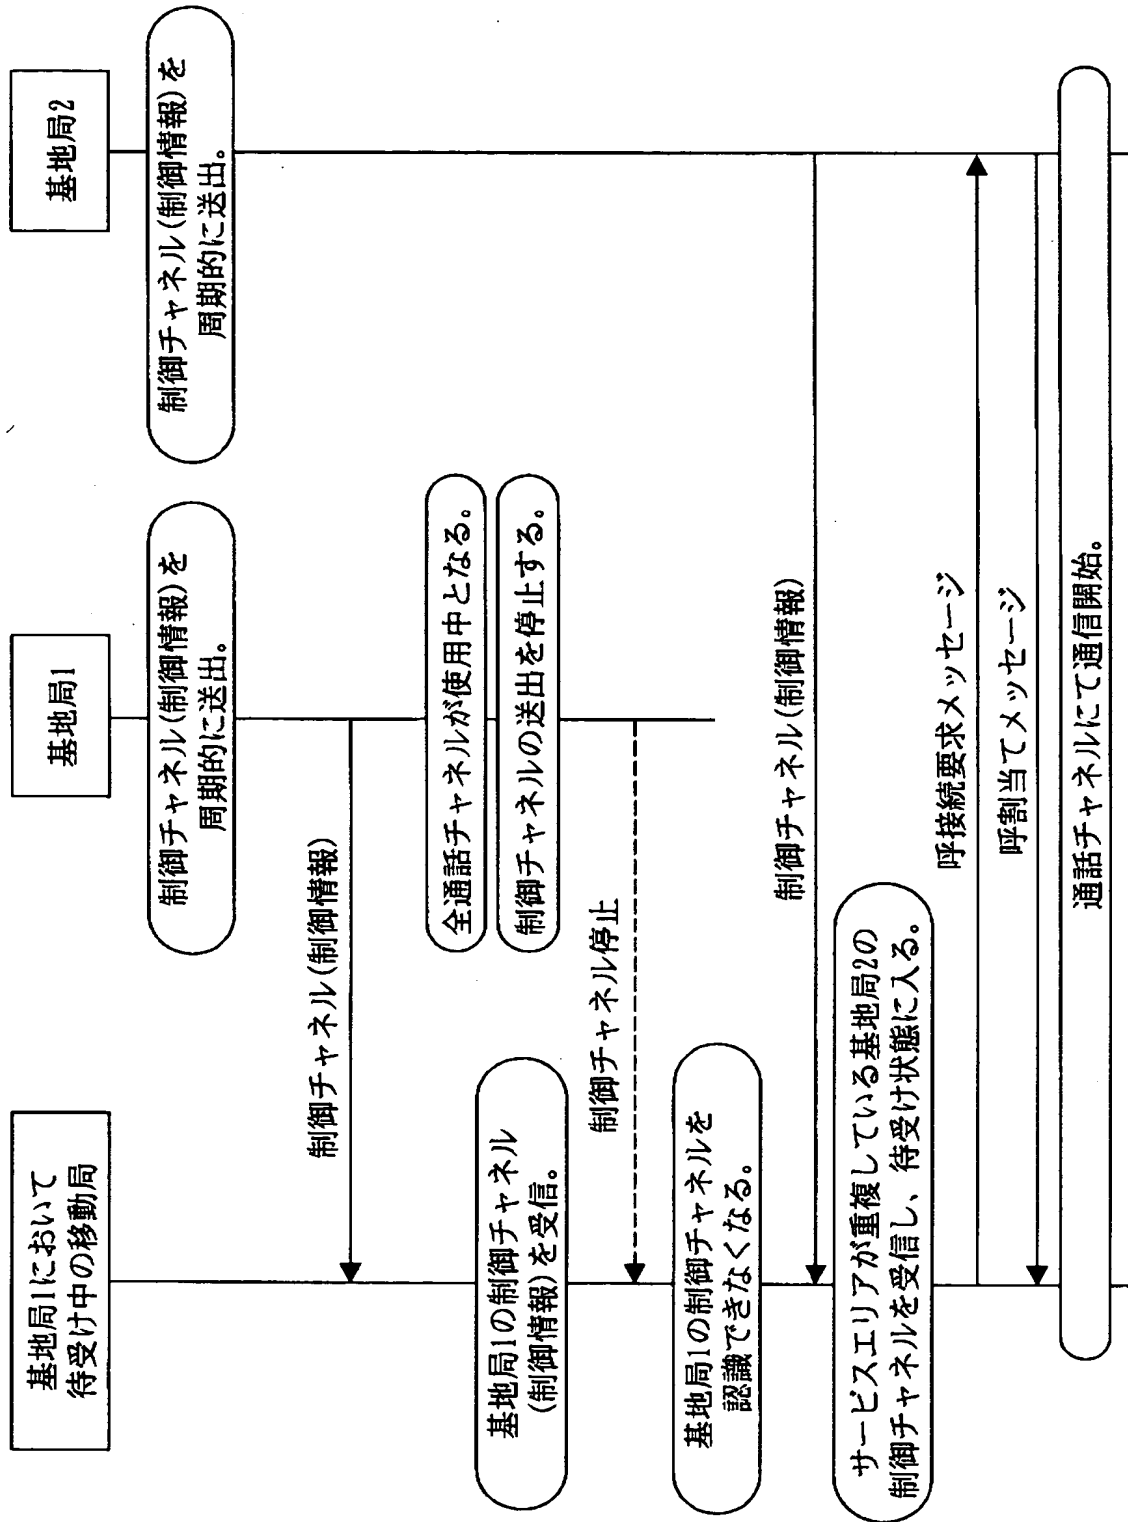 基地局1において
待受け中の移動局
基地局1
基地局2
制御チャネル(制御情報)を
周期的に送出。
制御チャネル(制御情報)を
周期的に送出。
制御チャネル(制御情報)
全通話チャネルが使用中となる。
基地局1の制御チャネル
(制御情報)を受信。
制御チャネルの送出を停止する。
制御チャネル停止
基地局1の制御チャネルを
認識できなくなる。
制御チャネル(制御情報)
サービスエリアが重複している基地局2の
制御チャネルを受信し、待受け状態に入る。
呼接続要求メッセージ
呼割当てメッセージ
通話チャネルにて通信開始。